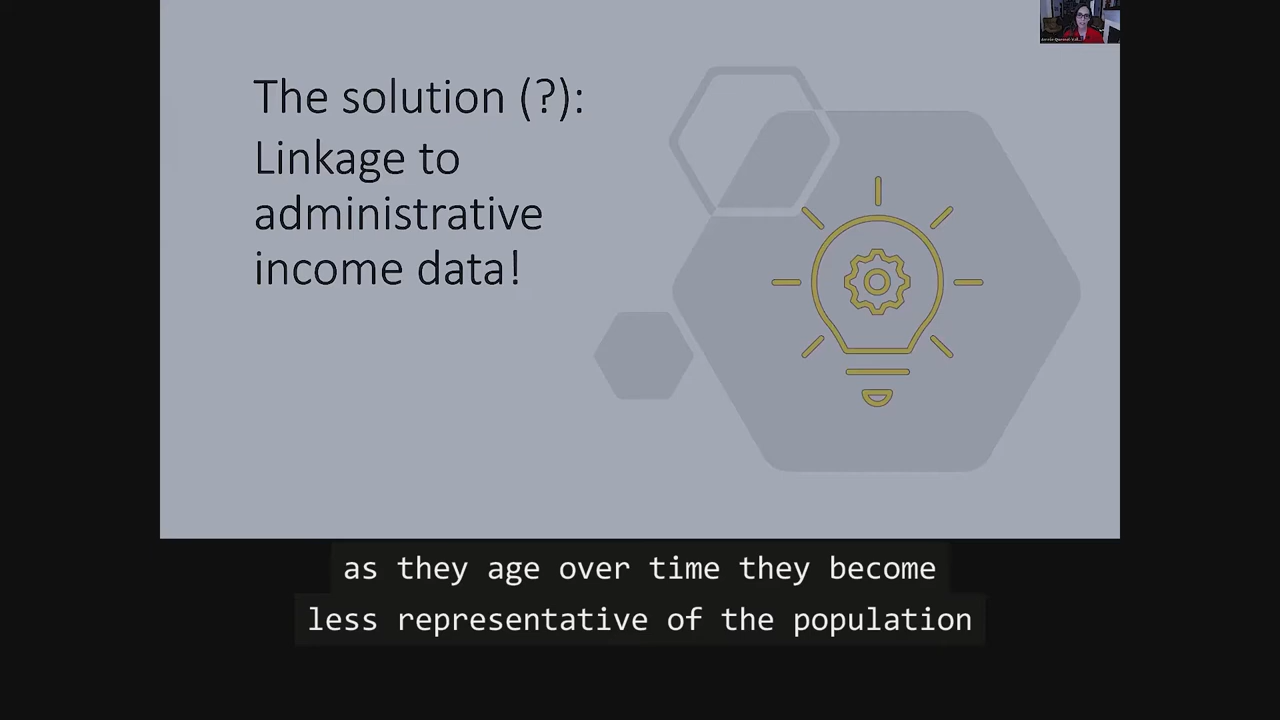 The solution (?):
Linkage to
administrative
income data!
as they age over time they become
less representative of the population